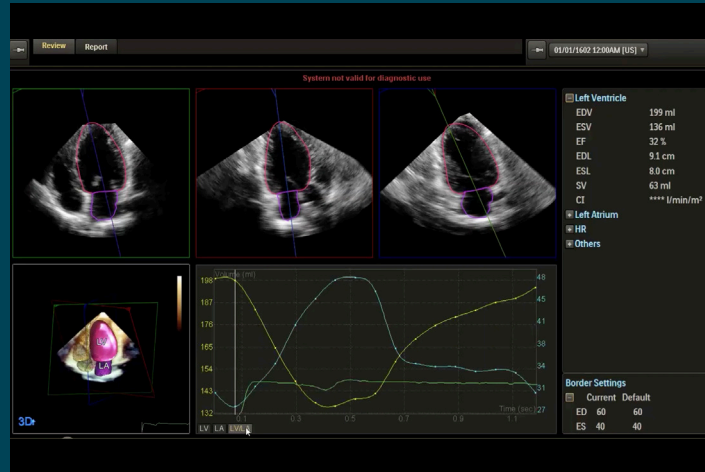 Review Report
01/01/1602 12:00AM [US]
System not valid for diagnostic use
Left Ventricle
EDV 199 ml
ESV 136 ml
EF 32 %
EDL 9.1 cm
ESL 8.0 cm
SV 63 ml
CI **** l/min/m²
Left Atrium
HR
Others
LV
LA
3D
Volume (ml)
198
187
176
165
154
143
132
48
45
41
38
34
31
27
0.1 0.3 0.5 0.7 0.9 1.1
Time (sec)
LV LA LV/LA
Border Settings
Current Default
ED 60 60
ES 40 40